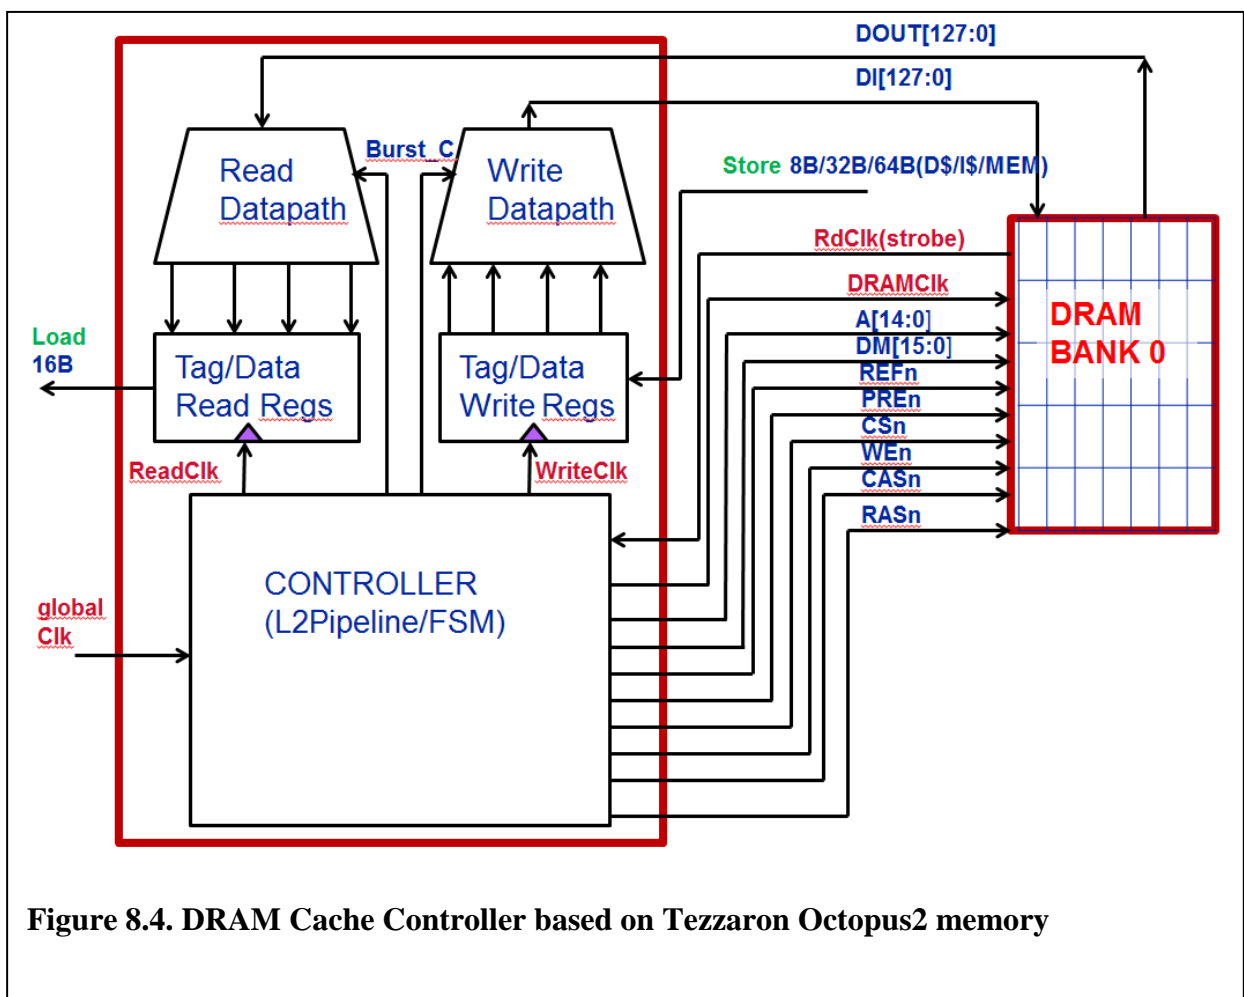 DOUT[127:0]
DI[127:0]
Burst_C
Read
Datapath
Write
Datapath
Store 8B/32B/64B(D$/I$/MEM)
RdClk(strobe)
DRAMClk
A[14:0]
DM[15:0]
REFn
PREn
CSn
WEn
CASn
RASn
DRAM
BANK 0
Load
16B
Tag/Data
Read Regs
Tag/Data
Write Regs
ReadClk
WriteClk
CONTROLLER
(L2Pipeline/FSM)
global
Clk
Figure 8.4. DRAM Cache Controller based on Tezzaron Octopus2 memory